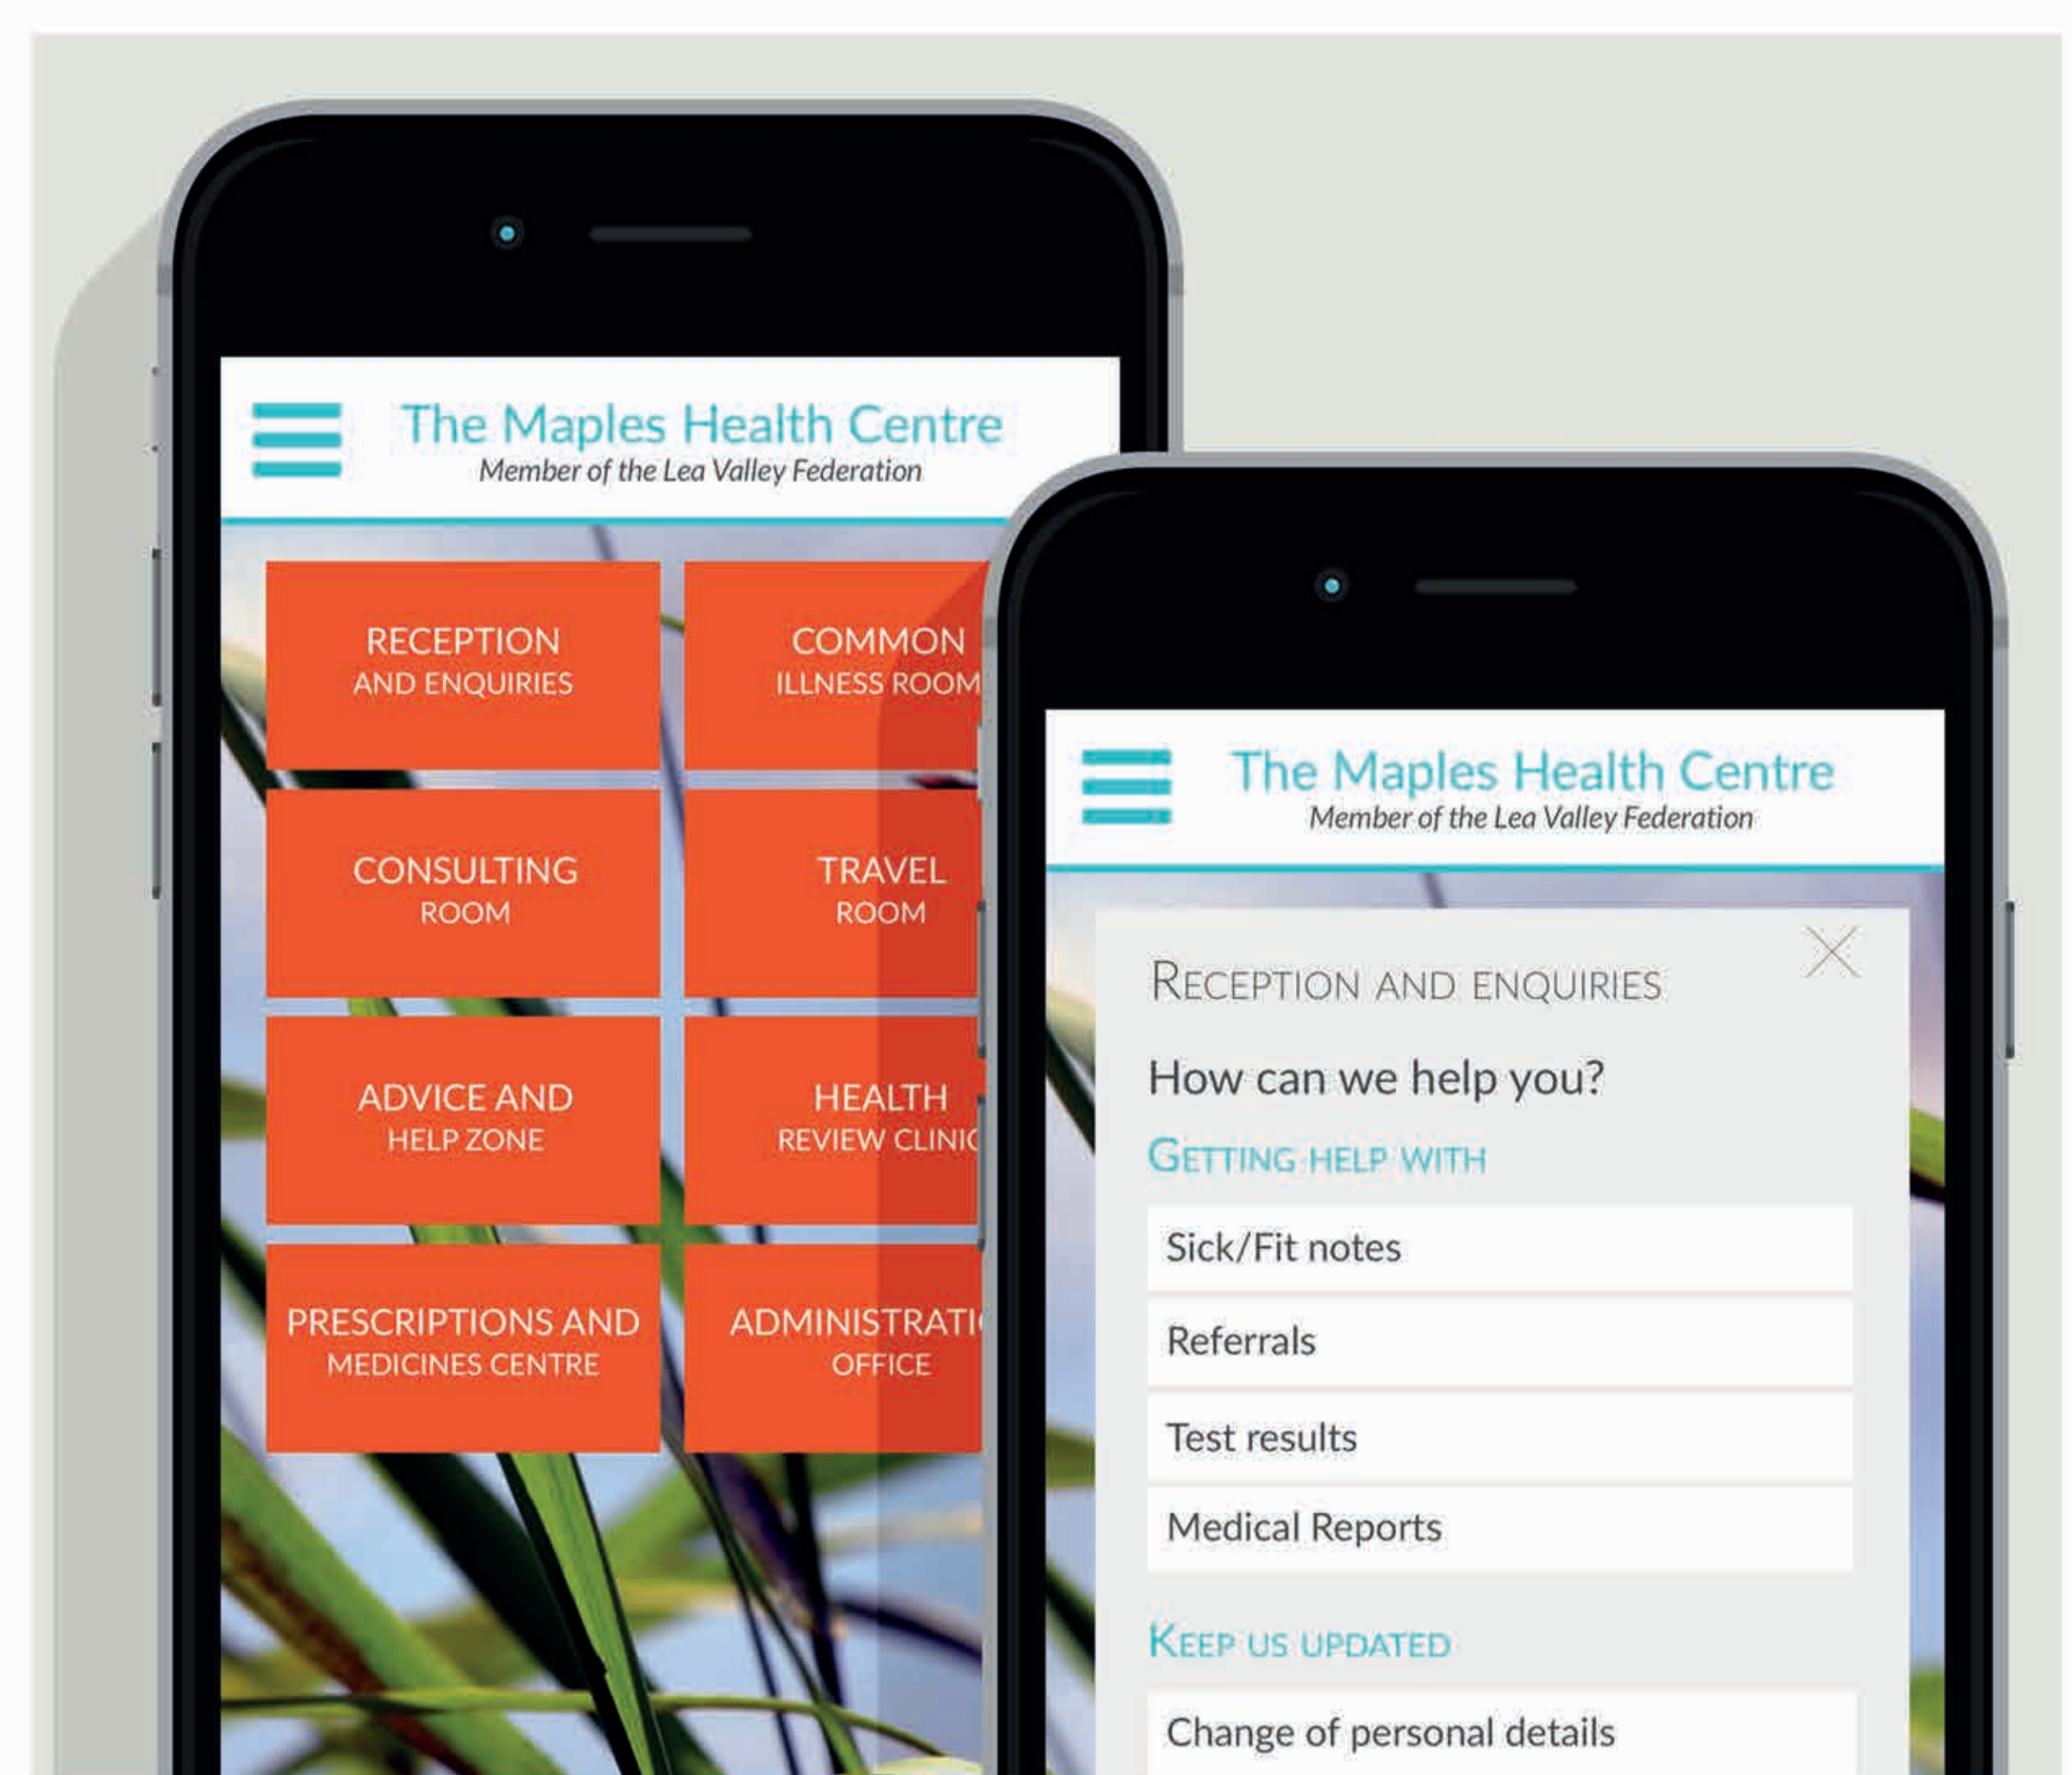 The Maples Health Centre
Member of the Lea Valley Federation
RECEPTION
AND ENQUIRIES
COMMON
ILLNESS ROOM
CONSULTING
ROOM
TRAVEL
ROOM
ADVICE AND
HELP ZONE
HEALTH
REVIEW CLINIC
PRESCRIPTIONS AND
MEDICINES CENTRE
ADMINISTRATI
OFFICE
The Maples Health Centre
Member of the Lea Valley Federation
RECEPTION AND ENQUIRIES
How can we help you?
GETTING HELP WITH
Sick/Fit notes
Referrals
Test results
Medical Reports
KEEP US UPDATED
Change of personal details